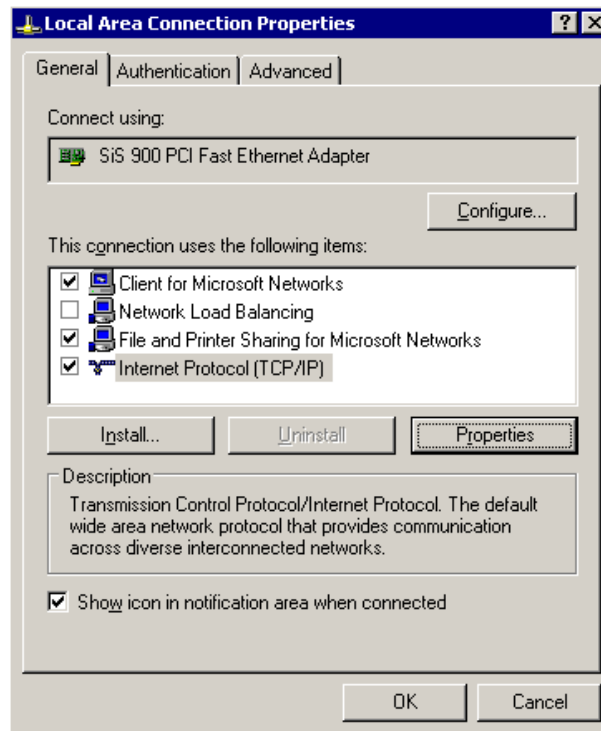 Local Area Connection Properties
General Authentication Advanced
Connect using:
SiS 900 PCI Fast Ethernet Adapter
Configure...
This connection uses the following items:
Client for Microsoft Networks
Network Load Balancing
File and Printer Sharing for Microsoft Networks
Internet Protocol (TCP/IP)
Install... Uninstall Properties
Description
Transmission Control Protocol/Internet Protocol. The default
wide area network protocol that provides communication
across diverse interconnected networks.
Show icon in notification area when connected
OK Cancel